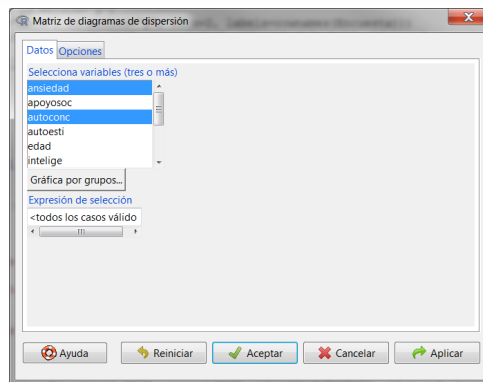 Matriz de diagramas de dispersión
Datos
Opciones
Selecciona variables (tres o más)
ansiedad
apoyosoc
autoconc
autoesti
edad
intelige
Gráfica por grupos...
Expresión de selección
<todos los casos válido
Ayuda
Reiniciar
Aceptar
Cancelar
Aplicar